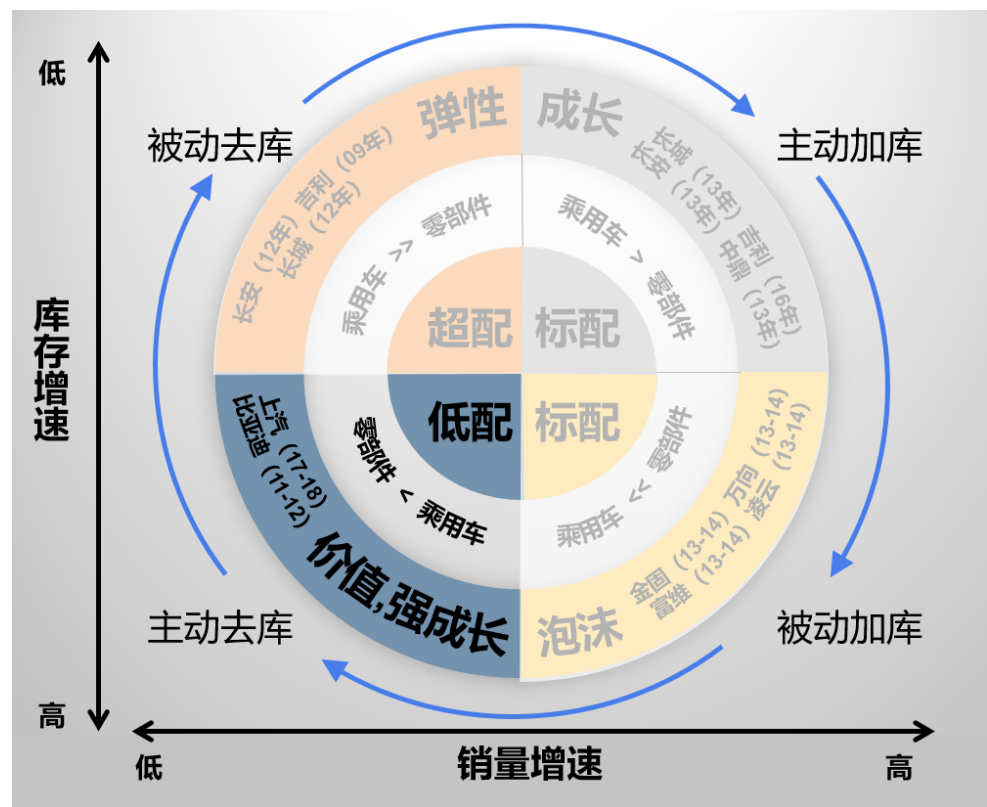 低
库存增速
高
低
销量增速
高
被动去库
主动加库
被动加库
主动去库
弹性
长安（12年）吉利（09年）
长城（12年）
乘用车 >> 零部件
超配
成长
长城（13年）吉利（16年）
长安（13年）中鼎（13年）
乘用车 > 零部件
标配
低配
零部件 < 乘用车
上汽（17-18）
比亚迪（11-12）
价值,强成长
标配
乘用车 << 零部件
金固（13-14）万向（13-14）
富维（13-14）凌云（13-14）
泡沫